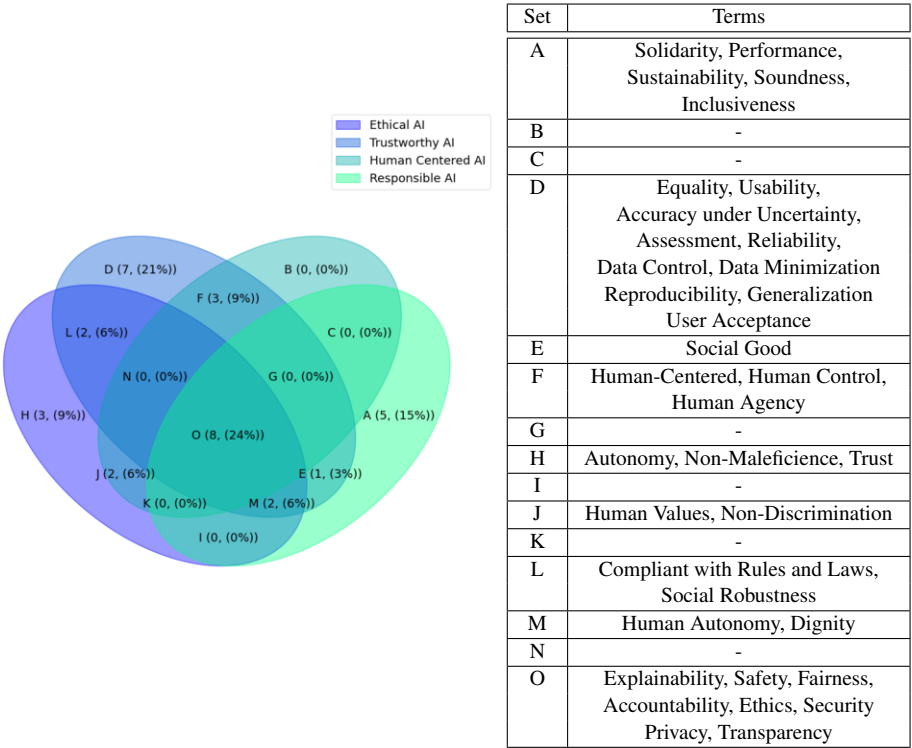 Ethical AI
Trustworthy AI
Human Centered AI
Responsible AI
D (7, (21%))
B (0, (0%))
F (3, (9%))
L (2, (6%))
C (0, (0%))
N (0, (0%))
G (0, (0%))
H (3, (9%))
A (5, (15%))
O (8, (24%))
J (2, (6%))
E (1, (3%))
K (0, (0%))
M (2, (6%))
I (0, (0%))
Set Terms
A Solidarity, Performance,
Sustainability, Soundness,
Inclusiveness
B -
C -
D Equality, Usability,
Accuracy under Uncertainty,
Assessment, Reliability,
Data Control, Data Minimization
Reproducibility, Generalization
User Acceptance
E Social Good
F Human-Centered, Human Control,
Human Agency
G -
H Autonomy, Non-Maleficience, Trust
I -
J Human Values, Non-Discrimination
K -
L Compliant with Rules and Laws,
Social Robustness
M Human Autonomy, Dignity
N -
O Explainability, Safety, Fairness,
Accountability, Ethics, Security
Privacy, Transparency